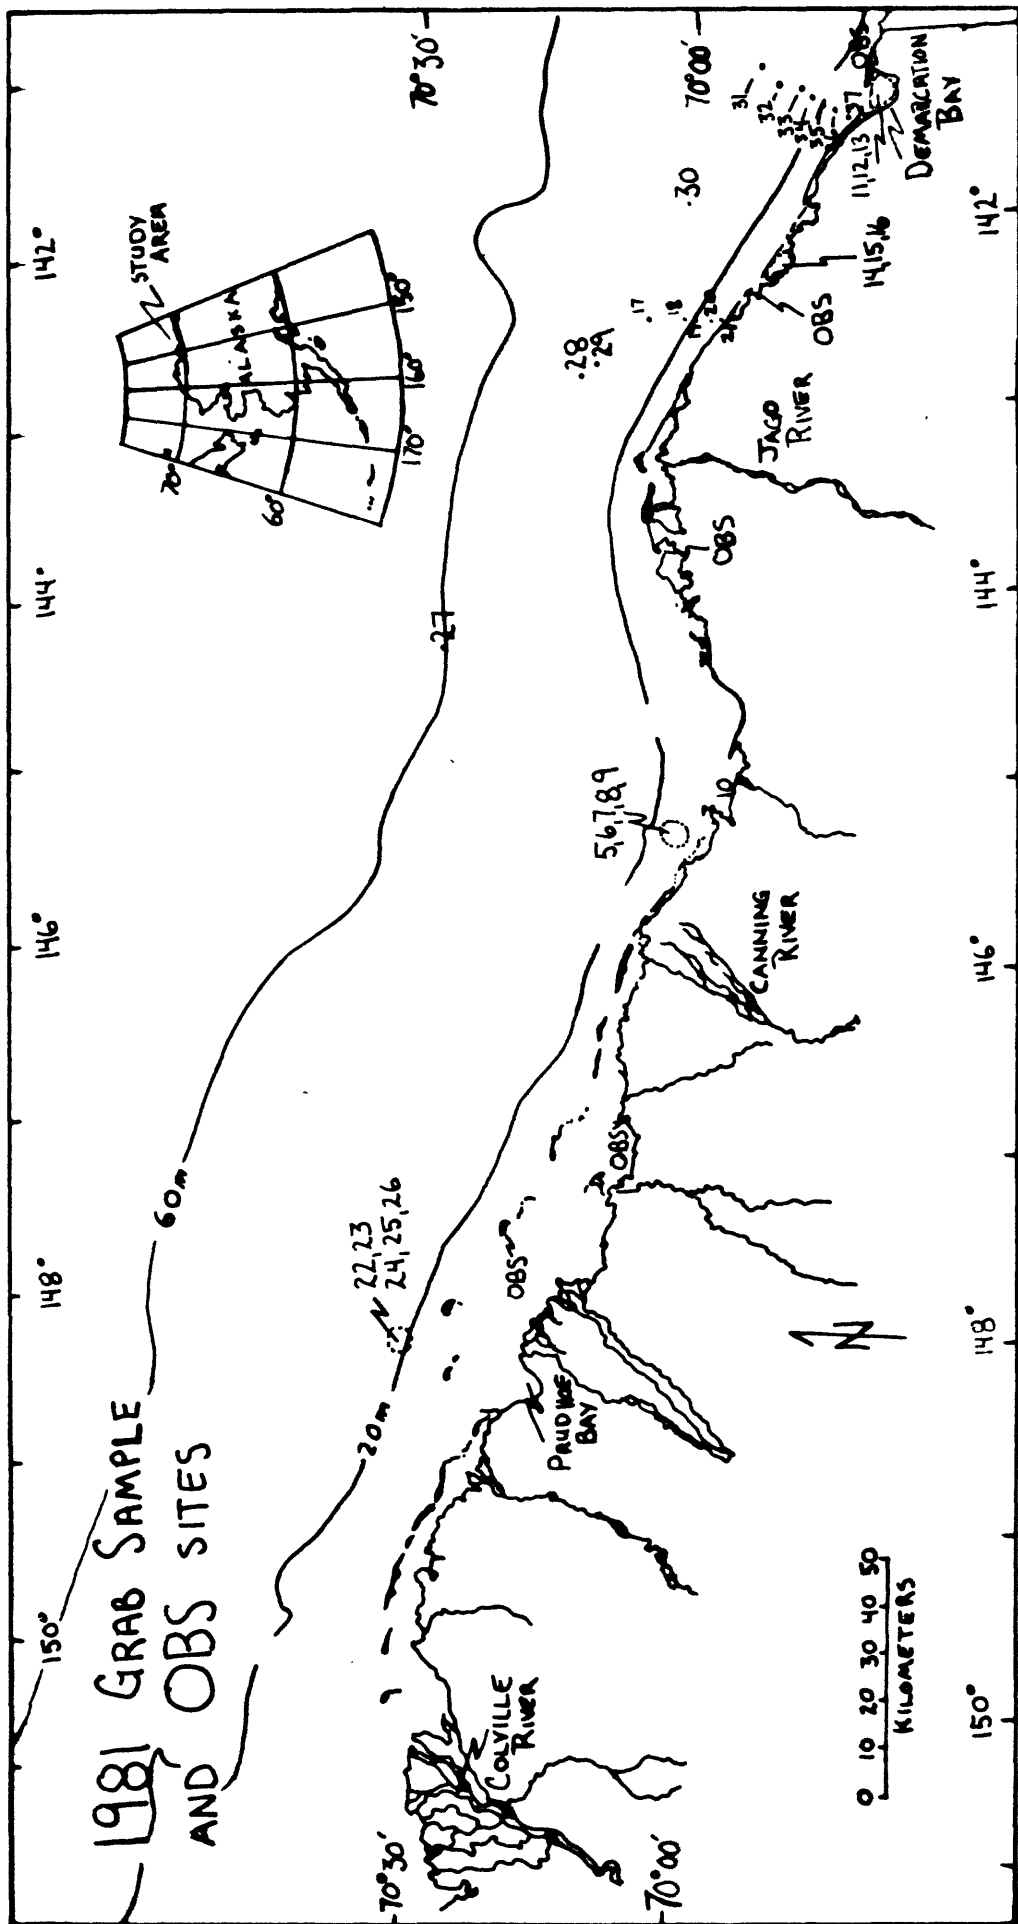 1981 GRAB SAMPLE
AND OBS SITES
150°
148°
146°
144°
142°
STUDY
AREA
ALASKA
70°
60°
170°
160°
150°
60m
20m
22,23
24,25,26
27
28
29
30
17
18
19
20
21
31
32
33
34
35
36
37
OBS
11,12,13
DEMARCATION
BAY
14,15,16
OBS
JAGO
RIVER
OBS
5,6,7,8,9
10
CANNING
RIVER
OBS
OBS
PRUDHOE
BAY
COLVILLE
RIVER
70°30'
70°00'
70°30'
70°00'
0 10 20 30 40 50
KILOMETERS
N
150°
148°
146°
144°
142°